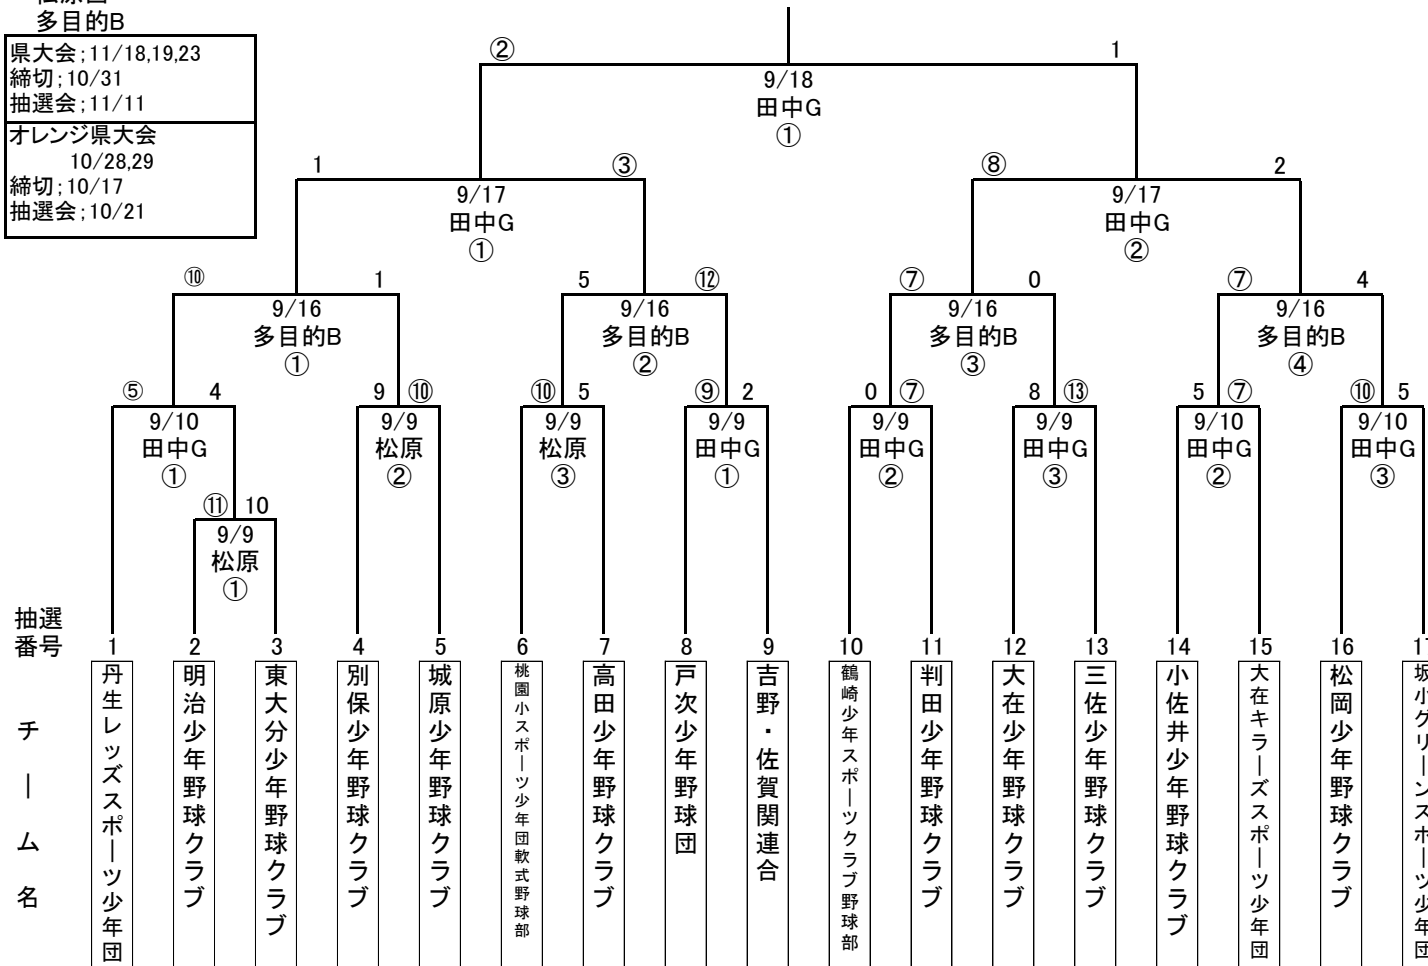 多目的B
県大会;11/18,19,23
締切;10/31
抽選会;11/11
オレンジ県大会
10/28,29
締切;10/17
抽選会;10/21
② 1
9/18
田中G
①
1 ③ ⑧ 2
9/17 9/17
田中G 田中G
① ②
⑩ 1 5 ⑫ ⑦ 0 ⑦ 4
9/16 9/16 9/16 9/16
多目的B 多目的B 多目的B 多目的B
① ② ③ ④
⑤ 4 9 ⑩ ⑩ 5 ⑨ 2 0 ⑦ 8 ⑬ 5 ⑦ ⑩ 5
9/10 9/9 9/9 9/9 9/9 9/9 9/10 9/10
田中G 松原 松原 田中G 田中G 田中G 田中G 田中G
① ② ③ ① ② ③ ② ③
⑪ 10
9/9
松原
①
抽選
番号 1 2 3 4 5 6 7 8 9 10 11 12 13 14 15 16 17
チーム名
丹生レッズスポーツ少年団
明治少年野球クラブ
東大分少年野球クラブ
別保少年野球クラブ
城原少年野球クラブ
桃園小スポーツ少年団軟式野球部
高田少年野球クラブ
戸次少年野球団
吉野・佐賀関連合
鶴崎少年スポーツクラブ野球部
判田少年野球クラブ
大在少年野球クラブ
三佐少年野球クラブ
小佐井少年野球クラブ
大在キラーズスポーツ少年団
松岡少年野球クラブ
坂小グリーンスポーツ少年団